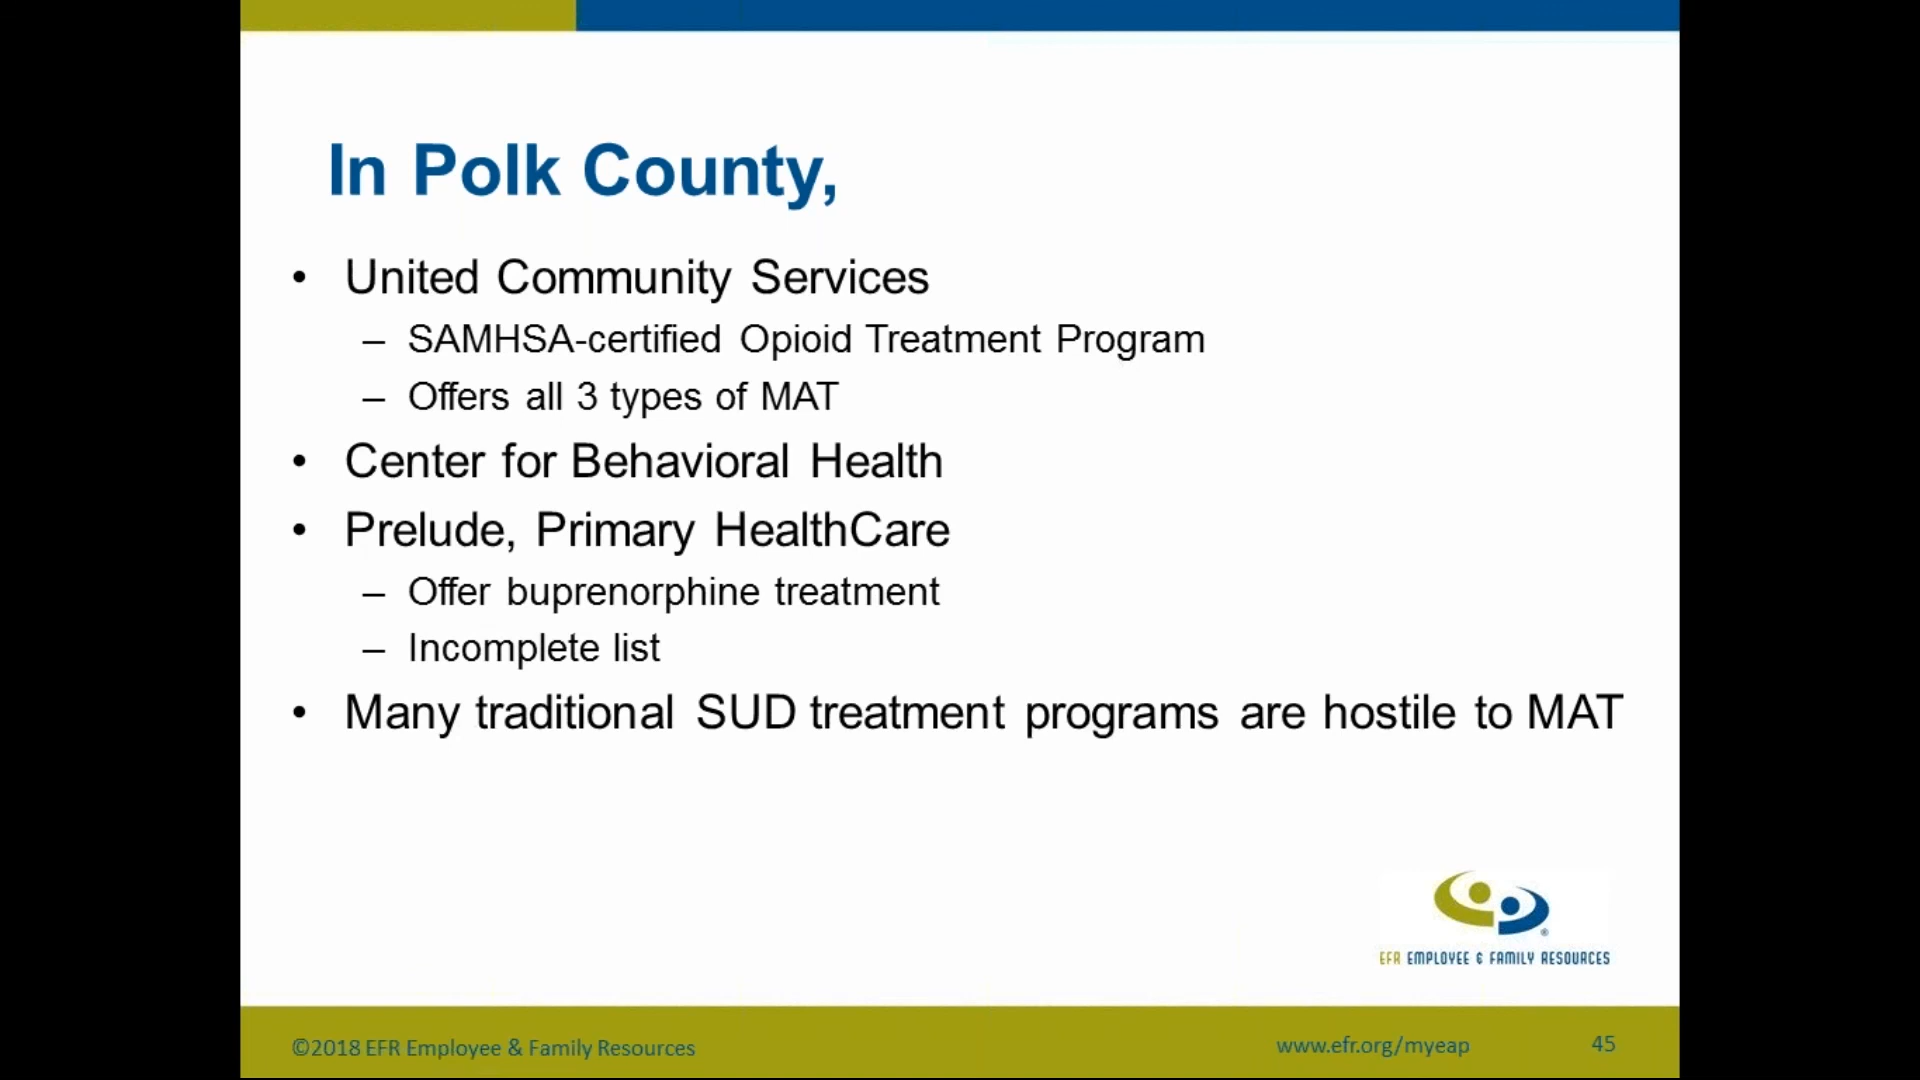 In Polk County,
• United Community Services
– SAMHSA-certified Opioid Treatment Program
– Offers all 3 types of MAT
• Center for Behavioral Health
• Prelude, Primary HealthCare
– Offer buprenorphine treatment
– Incomplete list
• Many traditional SUD treatment programs are hostile to MAT
®
EFR EMPLOYEE & FAMILY RESOURCES
©2018 EFR Employee & Family Resources
www.efr.org/myeap
45